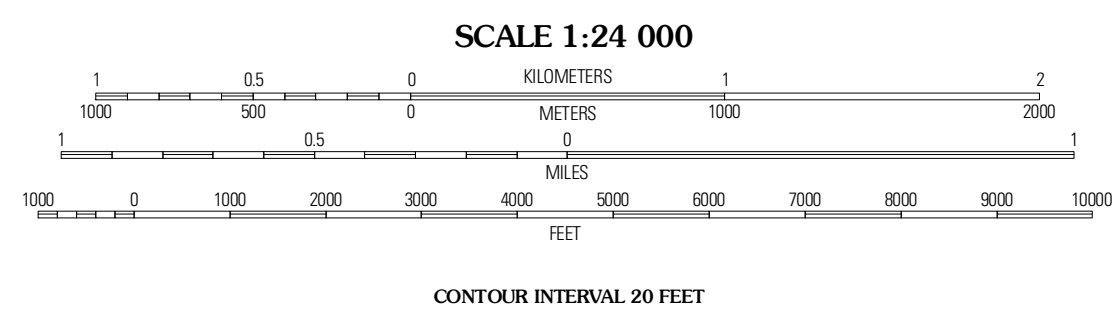 SCALE 1:24 000
1 0.5 0 KILOMETERS 1 2
1000 500 0 METERS 1000 2000
1 0.5 0 1
MILES
1000 0 1000 2000 3000 4000 5000 6000 7000 8000 9000 10000
FEET
CONTOUR INTERVAL 20 FEET